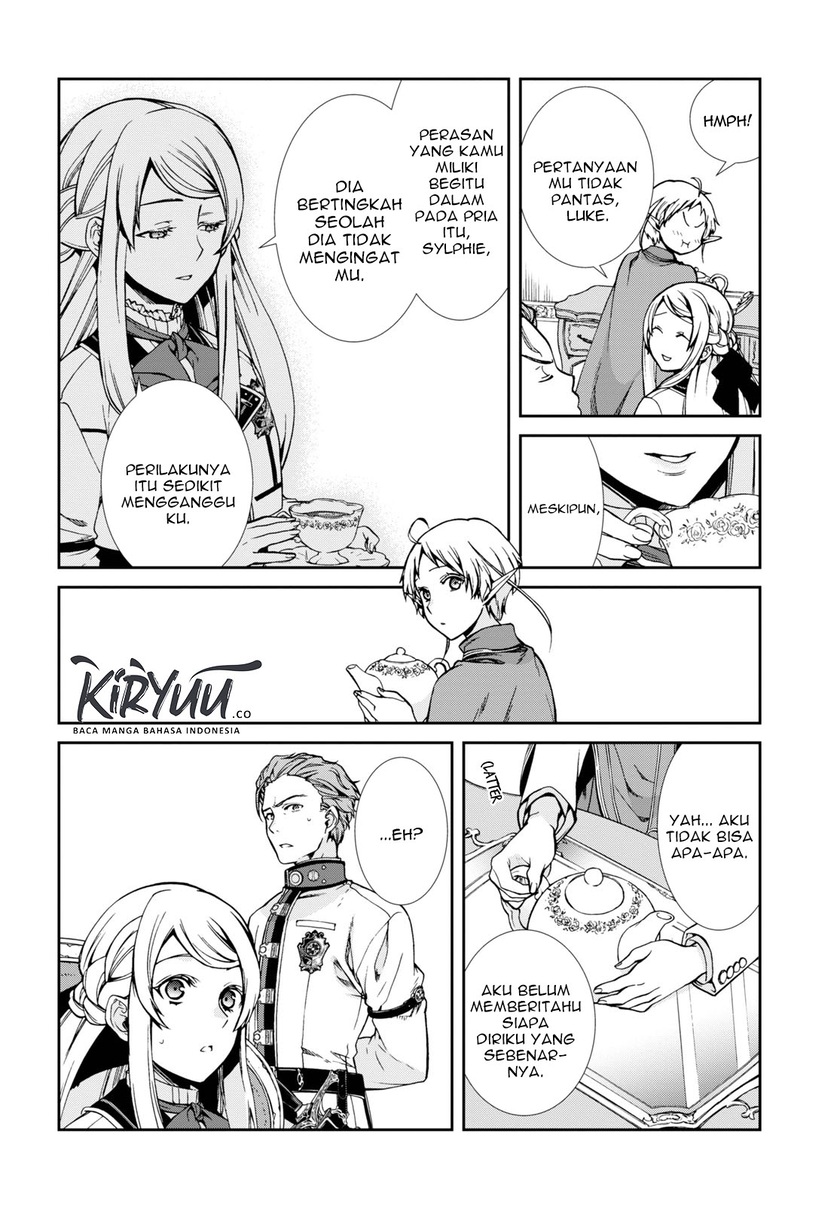 HMPH!
PERTANYAAN
MU TIDAK
PANTAS,
LUKE.
MESKIPUN,
PERASAN
YANG KAMU
MILIKI
BEGITU
DALAM
PADA PRIA
ITU,
SYLPHIE,
DIA
BERTINGKAH
SEOLAH
DIA TIDAK
MENGINGAT
MU.
PERILAKUNYA
ITU SEDIKIT
MENGGANGGU
KU.
KIRYUU.CO
BACA MANGA BAHASA INDONESIA
YAH... AKU
TIDAK BISA
APA-APA.
CLATTER
AKU BELUM
MEMBERITAHU
SIAPA
DIRIKU YANG
SEBENAR-
NYA.
...EH?